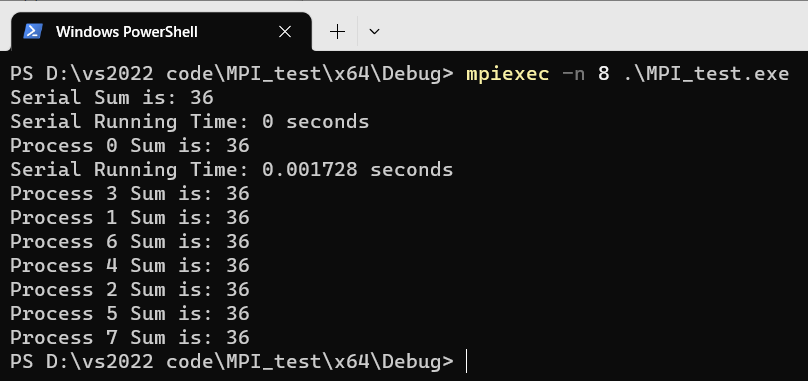 Windows PowerShell
PS D:\vs2022 code\MPI_test\x64\Debug> mpiexec -n 8 .\MPI_test.exe
Serial Sum is: 36
Serial Running Time: 0 seconds
Process 0 Sum is: 36
Serial Running Time: 0.001728 seconds
Process 3 Sum is: 36
Process 1 Sum is: 36
Process 6 Sum is: 36
Process 4 Sum is: 36
Process 2 Sum is: 36
Process 5 Sum is: 36
Process 7 Sum is: 36
PS D:\vs2022 code\MPI_test\x64\Debug>